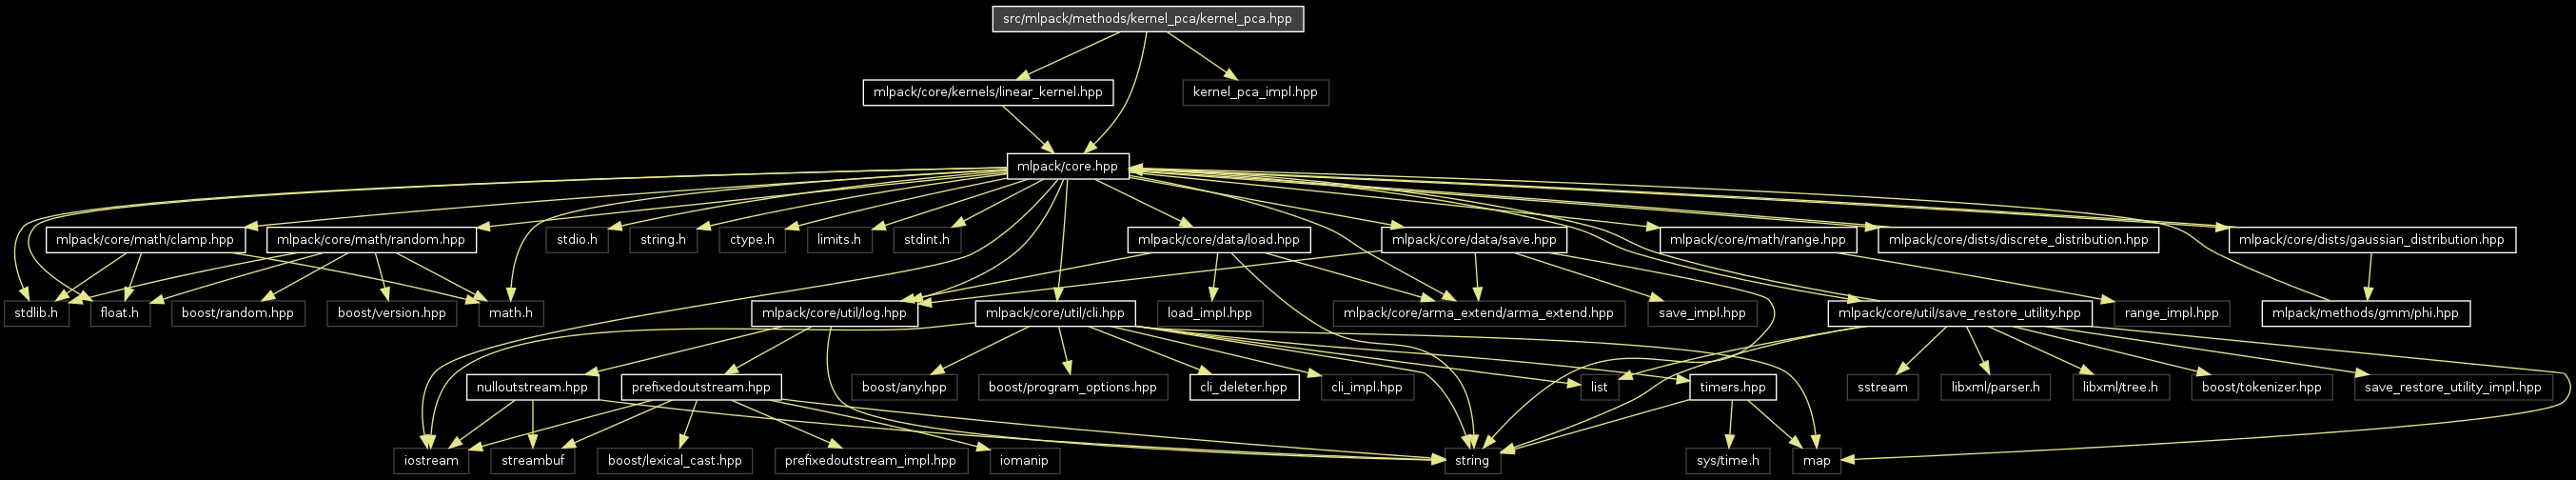 src/mlpack/methods/kernel_pca/kernel_pca.hpp
mlpack/core/kernels/linear_kernel.hpp
kernel_pca_impl.hpp
mlpack/core.hpp
mlpack/core/math/clamp.hpp
mlpack/core/math/random.hpp
stdio.h
string.h
ctype.h
limits.h
stdint.h
mlpack/core/data/load.hpp
mlpack/core/data/save.hpp
mlpack/core/math/range.hpp
mlpack/core/dists/discrete_distribution.hpp
mlpack/core/dists/gaussian_distribution.hpp
stdlib.h
float.h
boost/random.hpp
boost/version.hpp
math.h
mlpack/core/util/log.hpp
mlpack/core/util/cli.hpp
load_impl.hpp
mlpack/core/arma_extend/arma_extend.hpp
save_impl.hpp
mlpack/core/util/save_restore_utility.hpp
range_impl.hpp
mlpack/methods/gmm/phi.hpp
nulloutstream.hpp
prefixedoutstream.hpp
boost/any.hpp
boost/program_options.hpp
cli_deleter.hpp
cli_impl.hpp
list
timers.hpp
sstream
libxml/parser.h
libxml/tree.h
boost/tokenizer.hpp
save_restore_utility_impl.hpp
iostream
streambuf
boost/lexical_cast.hpp
prefixedoutstream_impl.hpp
iomanip
string
sys/time.h
map